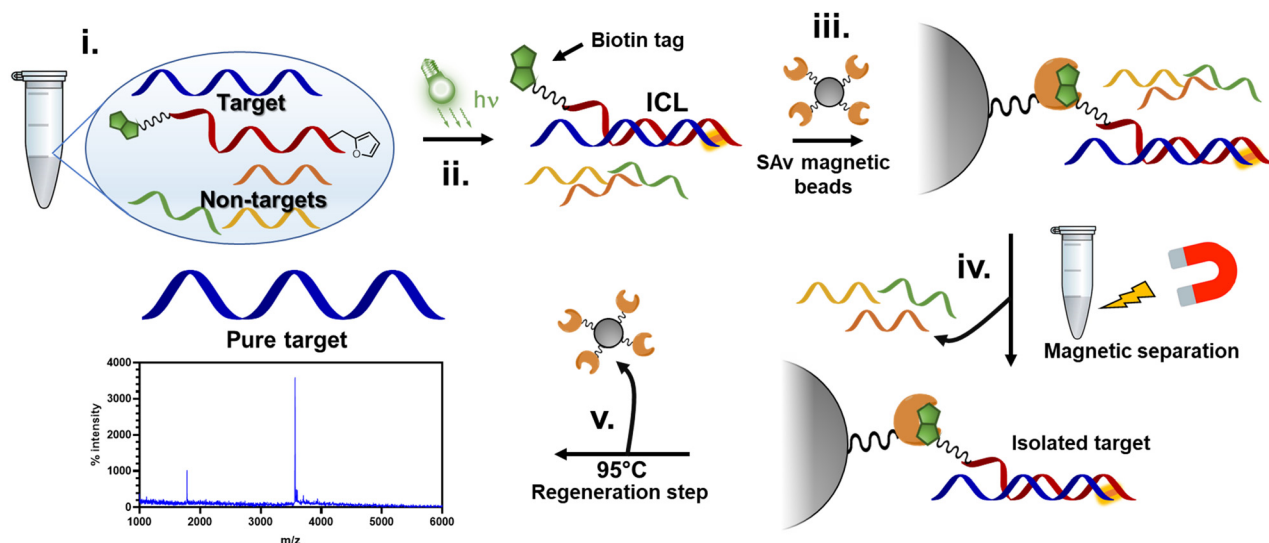 i.
Target
Non-targets
hν
ii.
Biotin tag
ICL
iii.
SAv magnetic
beads
iv.
Magnetic separation
Isolated target
v.
95°C
Regeneration step
Pure target
% intensity
4000
3000
2000
1000
0
1000 2000 3000 4000 5000 6000
m/z
O